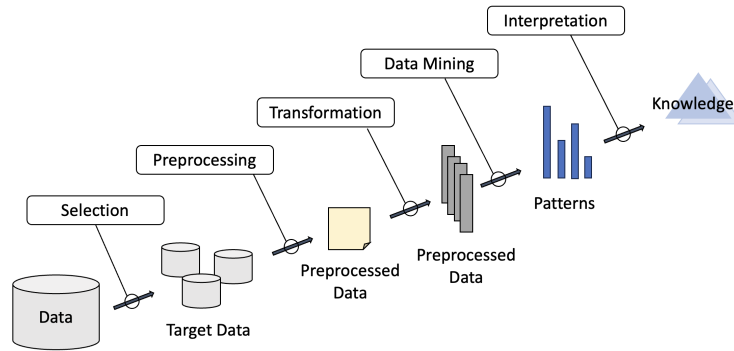 Interpretation
Data Mining
Knowledge
Transformation
Preprocessing
Patterns
Selection
Preprocessed
Data
Preprocessed
Data
Data
Target Data